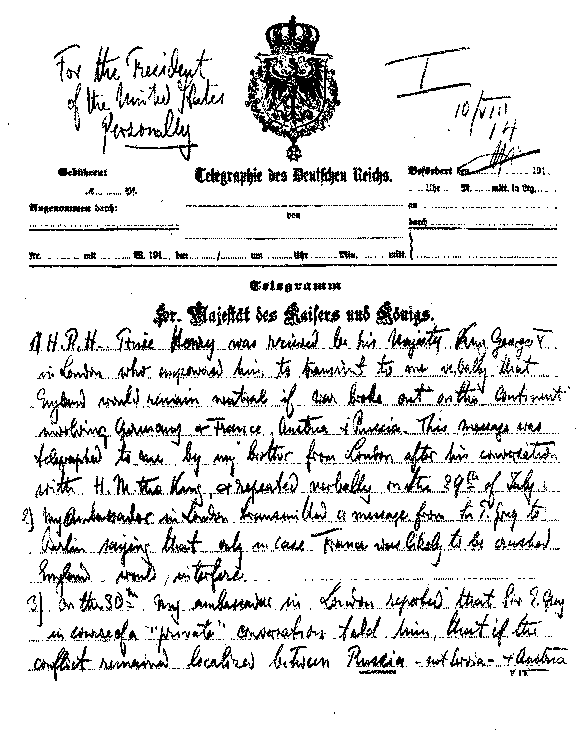 For the President
of the United States
Personally
I
10/VIII
14
Telegraphie des Deutschen Reichs.
Gebühren:
Befördert den 191
Uhr M. mitt. in Ltg.
Angenommen durch:
von
an
durch
Nr. mit W. 191 den / um Uhr Min. mitt.
Telegramm
Sr. Majestät des Kaisers und Königs.
1) H.R.H. Prince Henry was recieved be his Majesty King George V
in London who empowered him to transmit to me verbally that
England would remain neutral if war broke out on the Continent
involving Germany + France, Austria + Russia. This message was
telegraphed to me by my brother from London after his conversation
with H.M. the King, + repeated verbally on the 29th of July.
2) My Ambassador in London transmitted a message from Sir E. Grey to
Berlin saying that only in case France was likely to be crushed
England would interfere.
3) On the 30th my ambassador in London reported that Sir E. Grey
in course of a "private" conversation told him, that if the
conflict remained localized between Russia - not Servia - + Austria